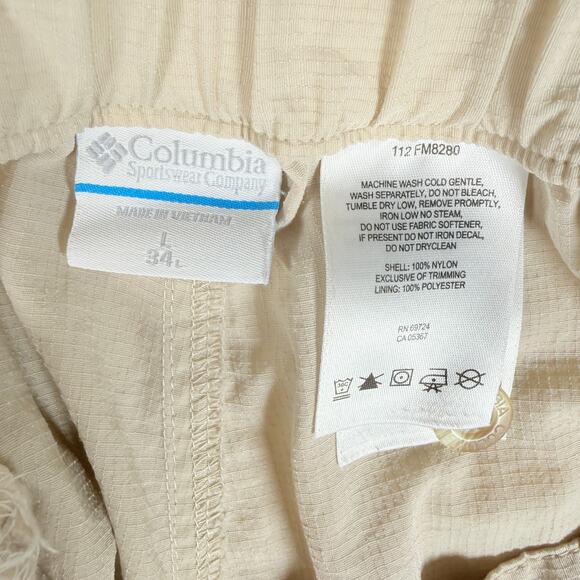 Columbia
Sportswear Company
MADE IN VIETNAM
L
34L
112 FM8280
MACHINE WASH COLD GENTLE,
WASH SEPARATELY, DO NOT BLEACH,
TUMBLE DRY LOW, REMOVE PROMPTLY,
IRON LOW NO STEAM,
DO NOT USE FABRIC SOFTENER,
IF PRESENT DO NOT IRON DECAL,
DO NOT DRYCLEAN
SHELL: 100% NYLON
EXCLUSIVE OF TRIMMING
LINING: 100% POLYESTER
RN 69724
CA 05367